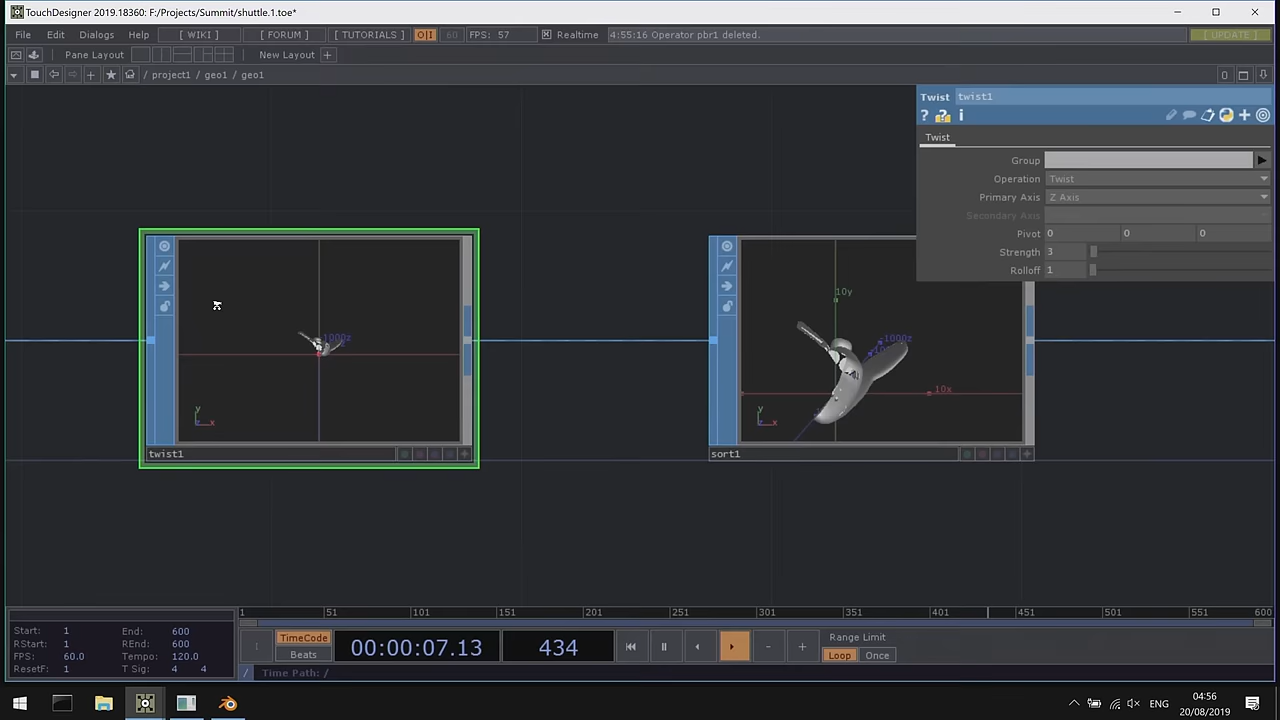 TouchDesigner 2019.18360: F:/Projects/Summit/shuttle.1.toe*
File Edit Dialogs Help [ WIKI ] [ FORUM ] [ TUTORIALS ] O|I 60 FPS: 57 Realtime 4:55:16 Operator pbr1 deleted. [ UPDATE ]
Pane Layout New Layout +
/ project1 / geo1 / geo1 0
Twist twist1
? ? i
Twist
Group
Operation Twist
Primary Axis Z Axis
Secondary Axis
Pivot 0 0 0
Strength 3
Rolloff 1
1000z
y
x
twist1
10y
1000z
10x
y
x
sort1
1 51 101 151 201 251 301 351 401 451 501 551 600
Start: 1 End: 600
RStart: 1 REnd: 600
FPS: 60.0 Tempo: 120.0
ResetF: 1 T Sig: 4 4
TimeCode
Beats
00:00:07.13
434
Range Limit
Loop Once
/ Time Path: /
ENG
04:56
20/08/2019